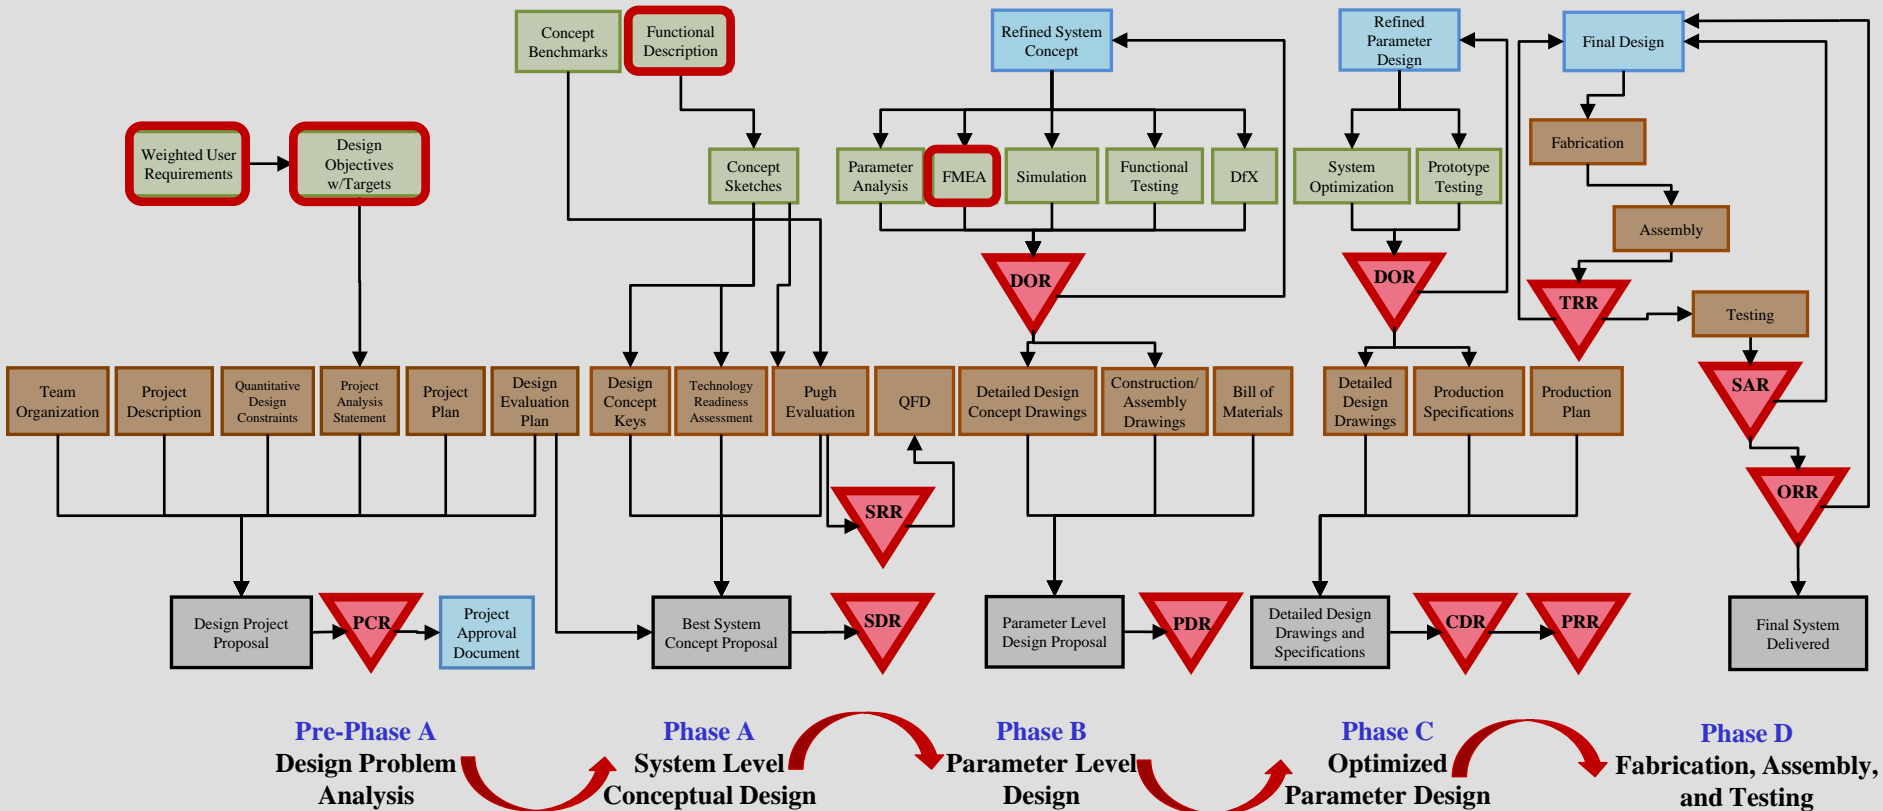 Concept
Benchmarks
Functional
Description
Refined System
Concept
Refined
Parameter
Design
Final Design
Weighted User
Requirements
Design
Objectives
w/Targets
Concept
Sketches
Parameter
Analysis
FMEA
Simulation
Functional
Testing
DfX
System
Optimization
Prototype
Testing
Fabrication
Assembly
DOR
DOR
TRR
Testing
Team
Organization
Project
Description
Quantitative
Design
Constraints
Project
Analysis
Statement
Project
Plan
Design
Evaluation
Plan
Design
Concept
Keys
Technology
Readiness
Assessment
Pugh
Evaluation
QFD
Detailed Design
Concept Drawings
Construction/
Assembly
Drawings
Bill of
Materials
Detailed
Design
Drawings
Production
Specifications
Production
Plan
SAR
SRR
ORR
Design Project
Proposal
PCR
Project
Approval
Document
Best System
Concept Proposal
SDR
Parameter Level
Design Proposal
PDR
Detailed Design
Drawings and
Specifications
CDR
PRR
Final System
Delivered
Pre-Phase A
Design Problem
Analysis
Phase A
System Level
Conceptual Design
Phase B
Parameter Level
Design
Phase C
Optimized
Parameter Design
Phase D
Fabrication, Assembly,
and Testing